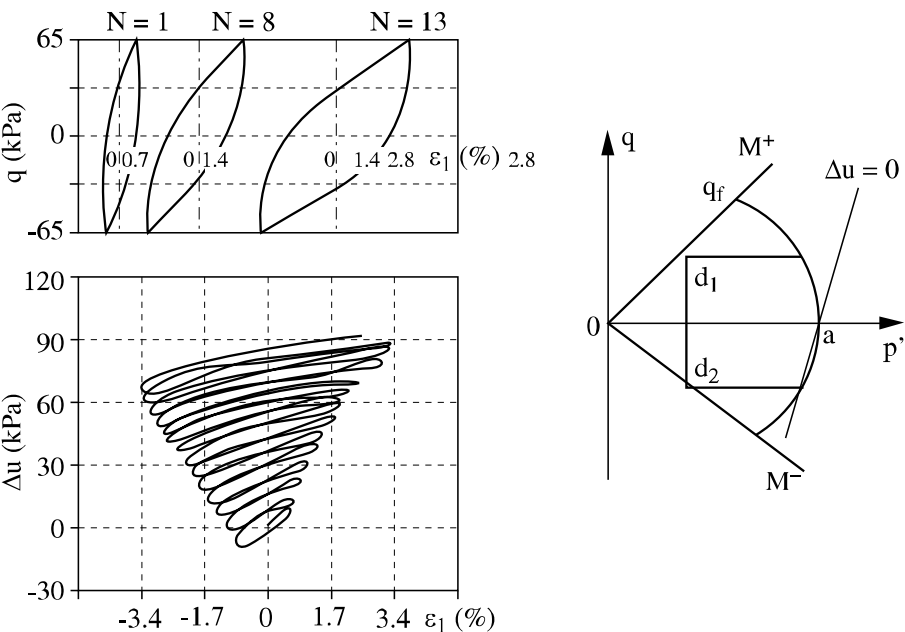 N = 1 N = 8 N = 13
65
0
-65
q (kPa)
0 0.7 0 1.4 0 1.4 2.8 ε₁ (%) 2.8
120
90
60
30
0
-30
Δu (kPa)
-3.4 -1.7 0 1.7 3.4 ε₁ (%)
q
M⁺
qf
Δu = 0
d₁
0
a
p'
d₂
M⁻